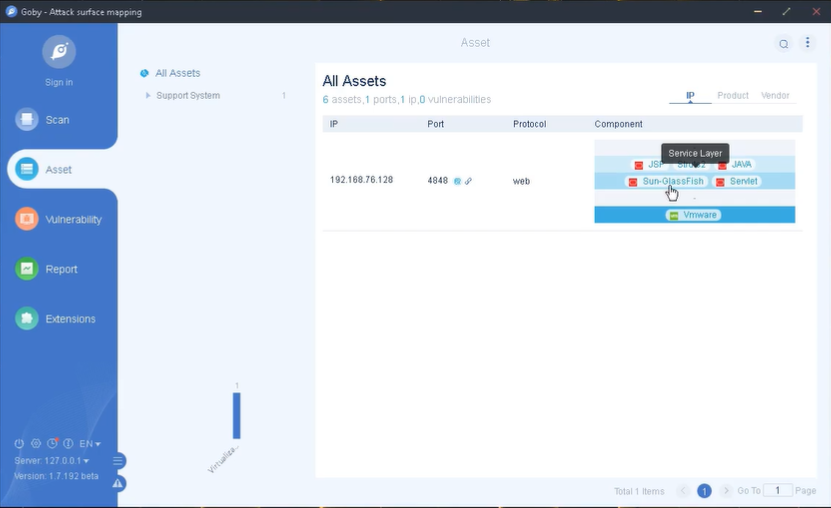 Goby - Attack surface mapping
Asset
Sign in
Scan
Asset
Vulnerability
Report
Extensions
EN
Server: 127.0.0.1
Version: 1.7.192 beta
All Assets
Support System 1
1
Virtualize...
All Assets
6 assets,1 ports,1 ip,0 vulnerabilities
IP Product Vendor
IP Port Protocol Component
192.168.76.128 4848 web
Service Layer
JSP JAVA
Sun-GlassFish Servlet
Vmware
Total 1 Items 1 Go To 1 Page